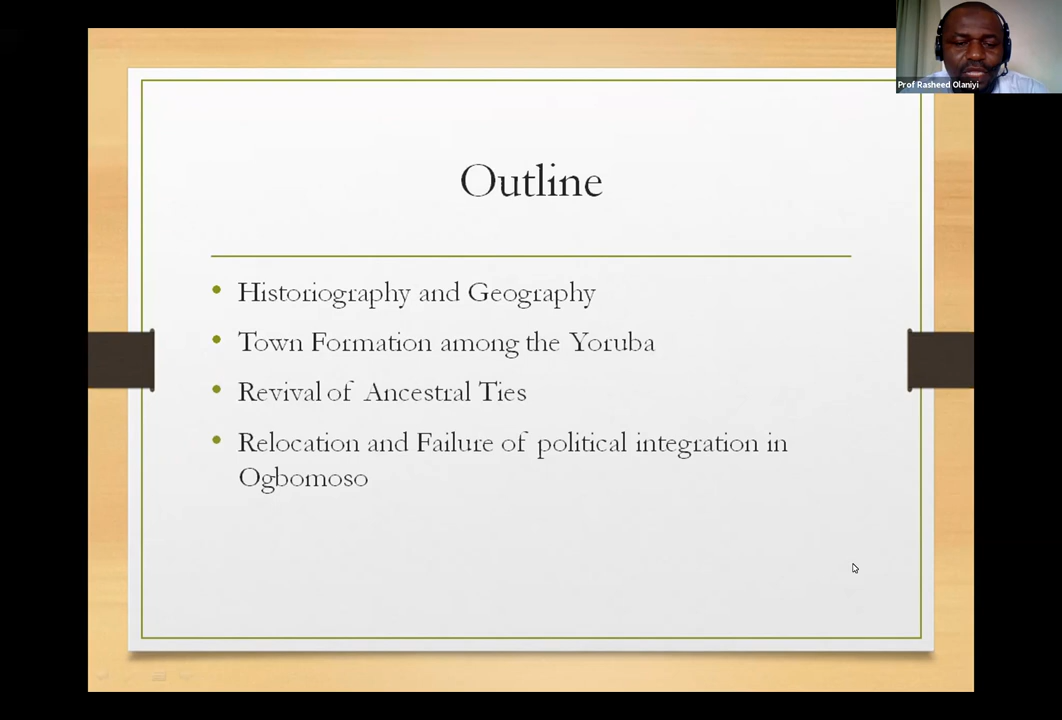 Prof Rasheed Olaniyi
Outline
• Historiography and Geography
• Town Formation among the Yoruba
• Revival of Ancestral Ties
• Relocation and Failure of political integration in
Ogbomoso